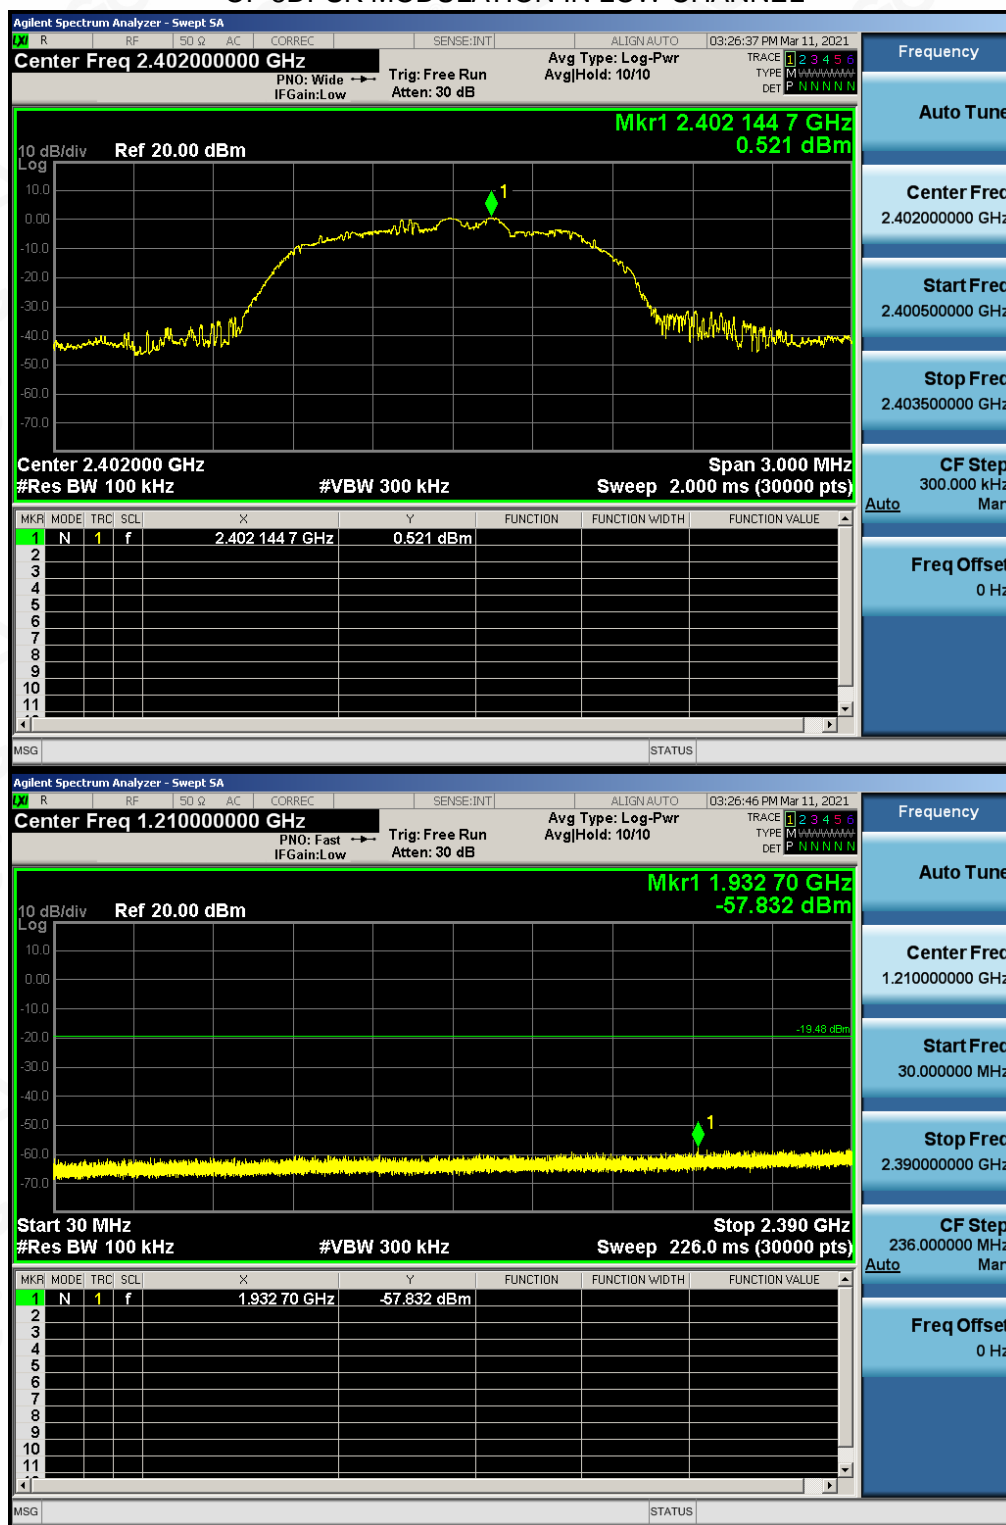 OF 8DPSK MODULATION IN LOW CHANNEL
Agilent Spectrum Analyzer - Swept SA
LXI R RF 50 Ω AC CORREC SENSE:INT ALIGN AUTO 03:26:37 PM Mar 11, 2021
Center Freq 2.402000000 GHz
PNO: Wide
IFGain:Low
Trig: Free Run
Atten: 30 dB
Avg Type: Log-Pwr
Avg|Hold: 10/10
TRACE 1 2 3 4 5 6
TYPE M WWWWW
DET P N N N N N
Mkr1 2.402 144 7 GHz
0.521 dBm
10 dB/div Ref 20.00 dBm
Log
10.0
0.00
-10.0
-20.0
-30.0
-40.0
-50.0
-60.0
-70.0
1
Center 2.402000 GHz Span 3.000 MHz
#Res BW 100 kHz #VBW 300 kHz Sweep 2.000 ms (30000 pts)
MKR MODE TRC SCL X Y FUNCTION FUNCTION WIDTH FUNCTION VALUE
1 N 1 f 2.402 144 7 GHz 0.521 dBm
2
3
4
5
6
7
8
9
10
11
MSG STATUS
Frequency
Auto Tune
Center Freq
2.402000000 GHz
Start Freq
2.400500000 GHz
Stop Freq
2.403500000 GHz
CF Step
300.000 kHz
Auto Man
Freq Offset
0 Hz
Agilent Spectrum Analyzer - Swept SA
LXI R RF 50 Ω AC CORREC SENSE:INT ALIGN AUTO 03:26:46 PM Mar 11, 2021
Center Freq 1.210000000 GHz
PNO: Fast
IFGain:Low
Trig: Free Run
Atten: 30 dB
Avg Type: Log-Pwr
Avg|Hold: 10/10
TRACE 1 2 3 4 5 6
TYPE M WWWWW
DET P N N N N N
Mkr1 1.932 70 GHz
-57.832 dBm
10 dB/div Ref 20.00 dBm
Log
10.0
0.00
-10.0
-20.0
-30.0
-40.0
-50.0
-60.0
-70.0
-19.48 dBm
1
Start 30 MHz Stop 2.390 GHz
#Res BW 100 kHz #VBW 300 kHz Sweep 226.0 ms (30000 pts)
MKR MODE TRC SCL X Y FUNCTION FUNCTION WIDTH FUNCTION VALUE
1 N 1 f 1.932 70 GHz -57.832 dBm
2
3
4
5
6
7
8
9
10
11
MSG STATUS
Frequency
Auto Tune
Center Freq
1.210000000 GHz
Start Freq
30.000000 MHz
Stop Freq
2.390000000 GHz
CF Step
236.000000 MHz
Auto Man
Freq Offset
0 Hz